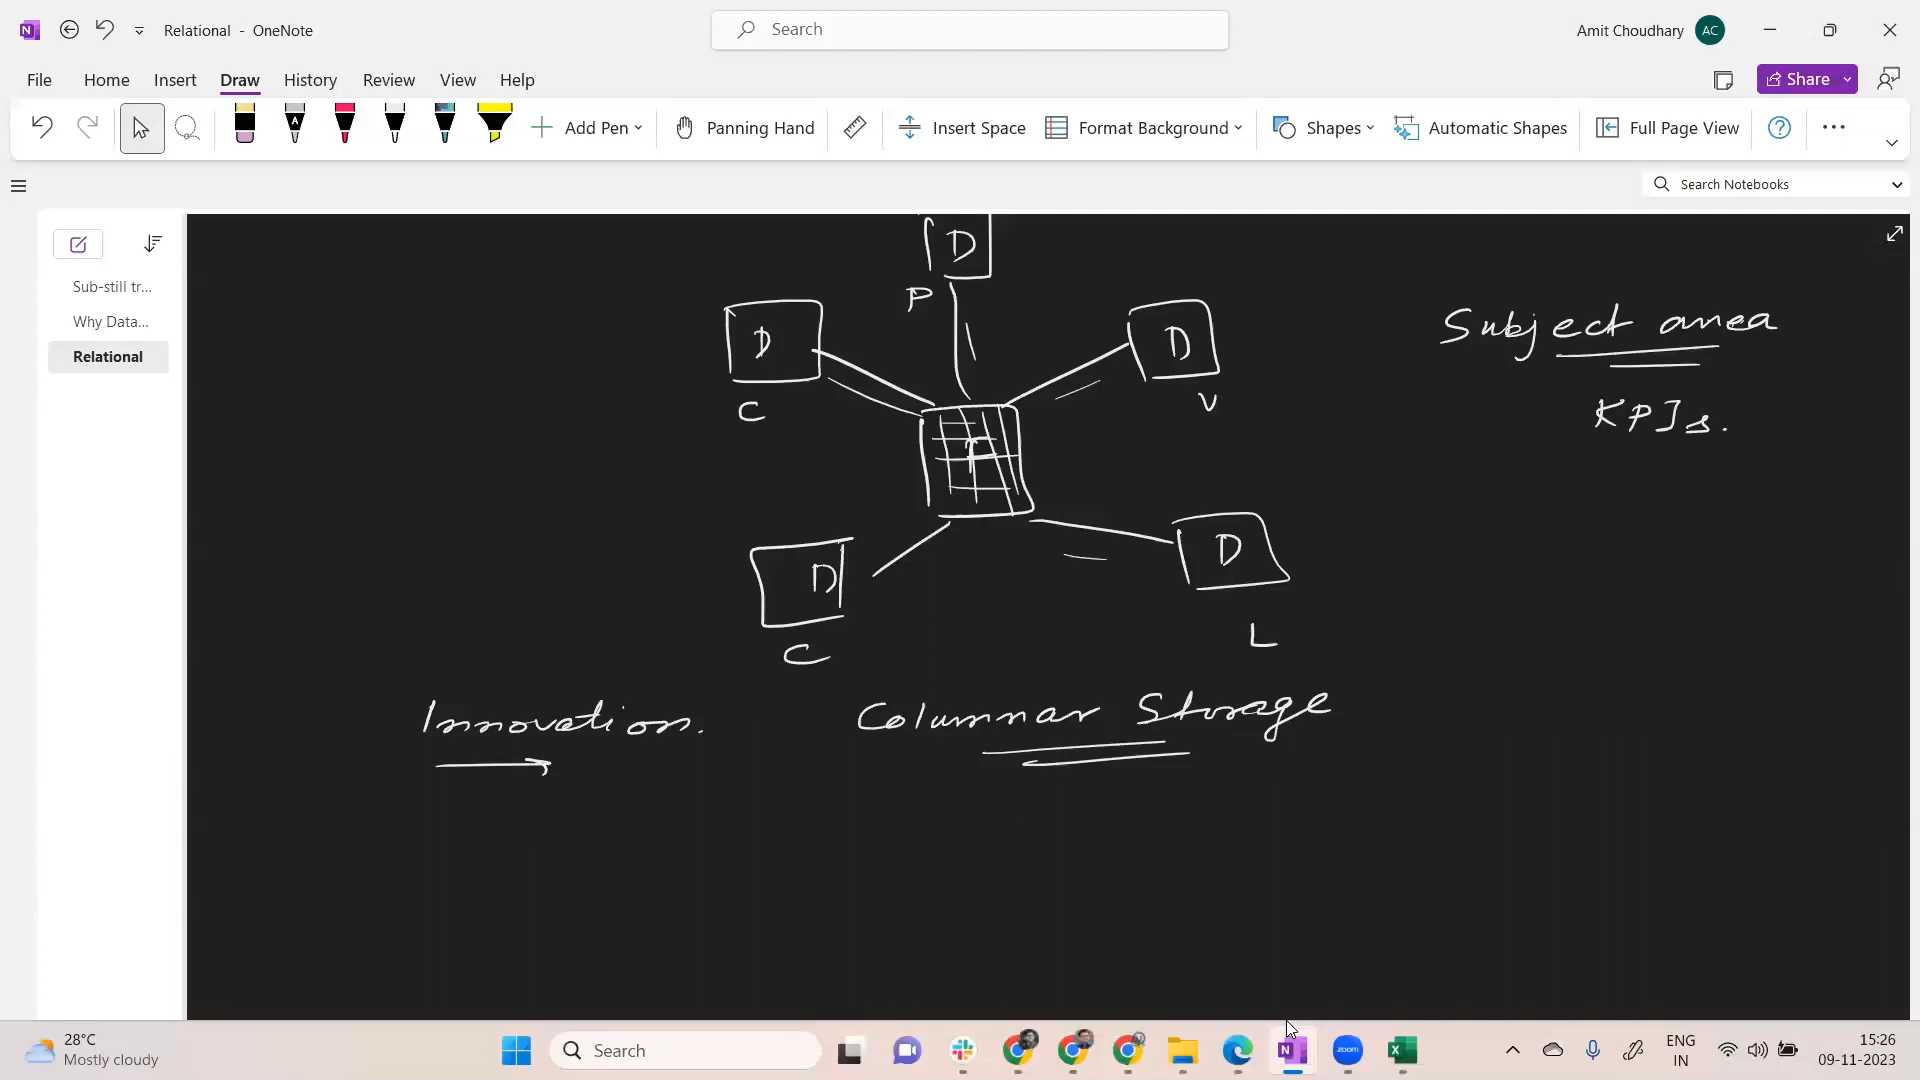 Relational - OneNote
Search
Amit Choudhary
AC
File Home Insert Draw History Review View Help
Share
Add Pen
Panning Hand
Insert Space
Format Background
Shapes
Automatic Shapes
Full Page View
Search Notebooks
Sub-still tr...
Why Data...
Relational
D
P
D
C
D
V
Subject area
KPIs.
F
D
C
D
L
Innovation.
Columnar Storage
28°C
Mostly cloudy
Search
zoom
ENG
IN
15:26
09-11-2023